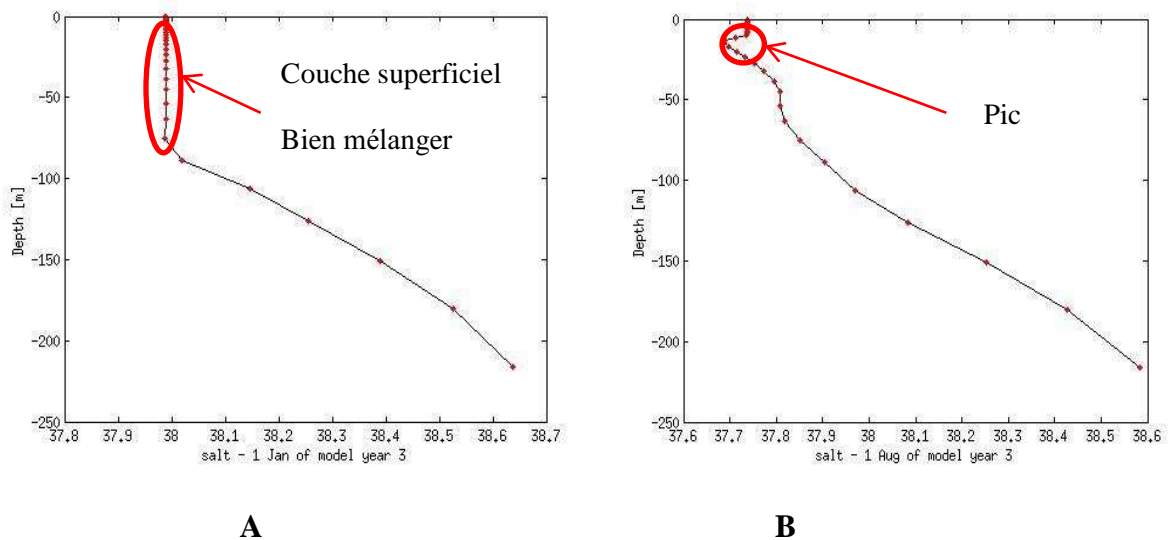 0
-50
-100
-150
-200
-250
Depth [m]
37.8 37.9 38 38.1 38.2 38.3 38.4 38.5 38.6 38.7
salt - 1 Jan of model year 3
Couche superficiel
Bien mélanger
A
0
-50
-100
-150
-200
-250
Depth [m]
37.6 37.7 37.8 37.9 38 38.1 38.2 38.3 38.4 38.5 38.6
salt - 1 Aug of model year 3
Pic
B